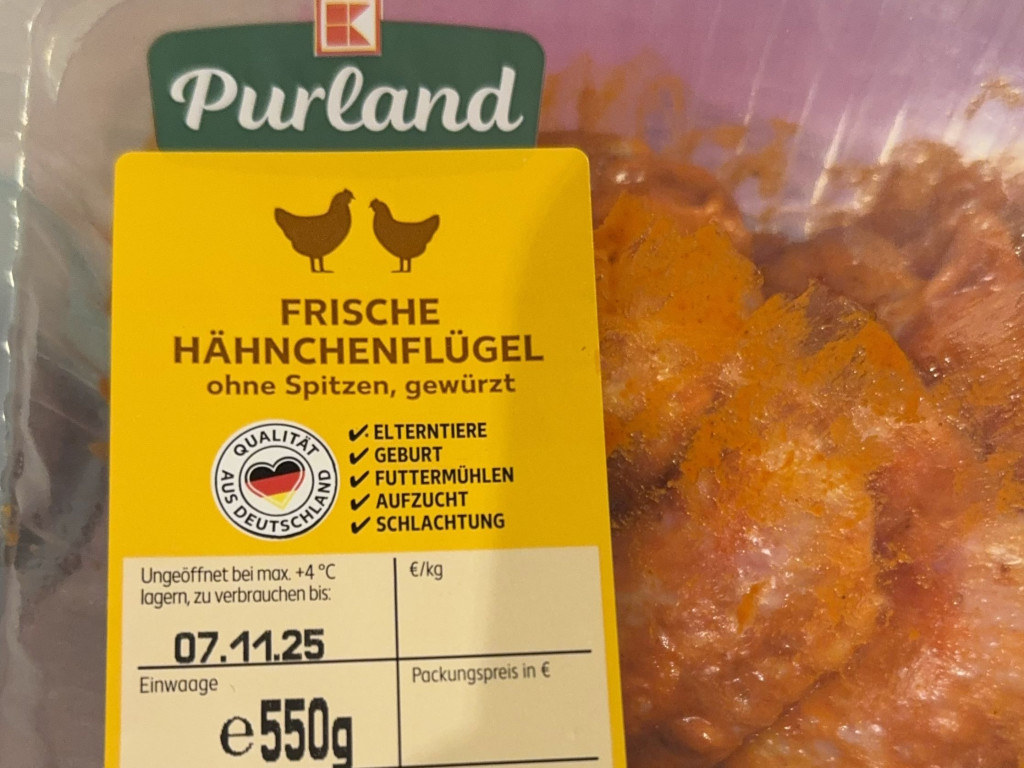 K
Purland
FRISCHE
HÄHNCHENFLÜGEL
ohne Spitzen, gewürzt
QUALITÄT
AUS DEUTSCHLAND
✔ ELTERNTIERE
✔ GEBURT
✔ FUTTERMÜHLEN
✔ AUFZUCHT
✔ SCHLACHTUNG
Ungeöffnet bei max. +4 °C
lagern, zu verbrauchen bis:
07.11.25
€/kg
Einwaage
e 550g
Packungspreis in €